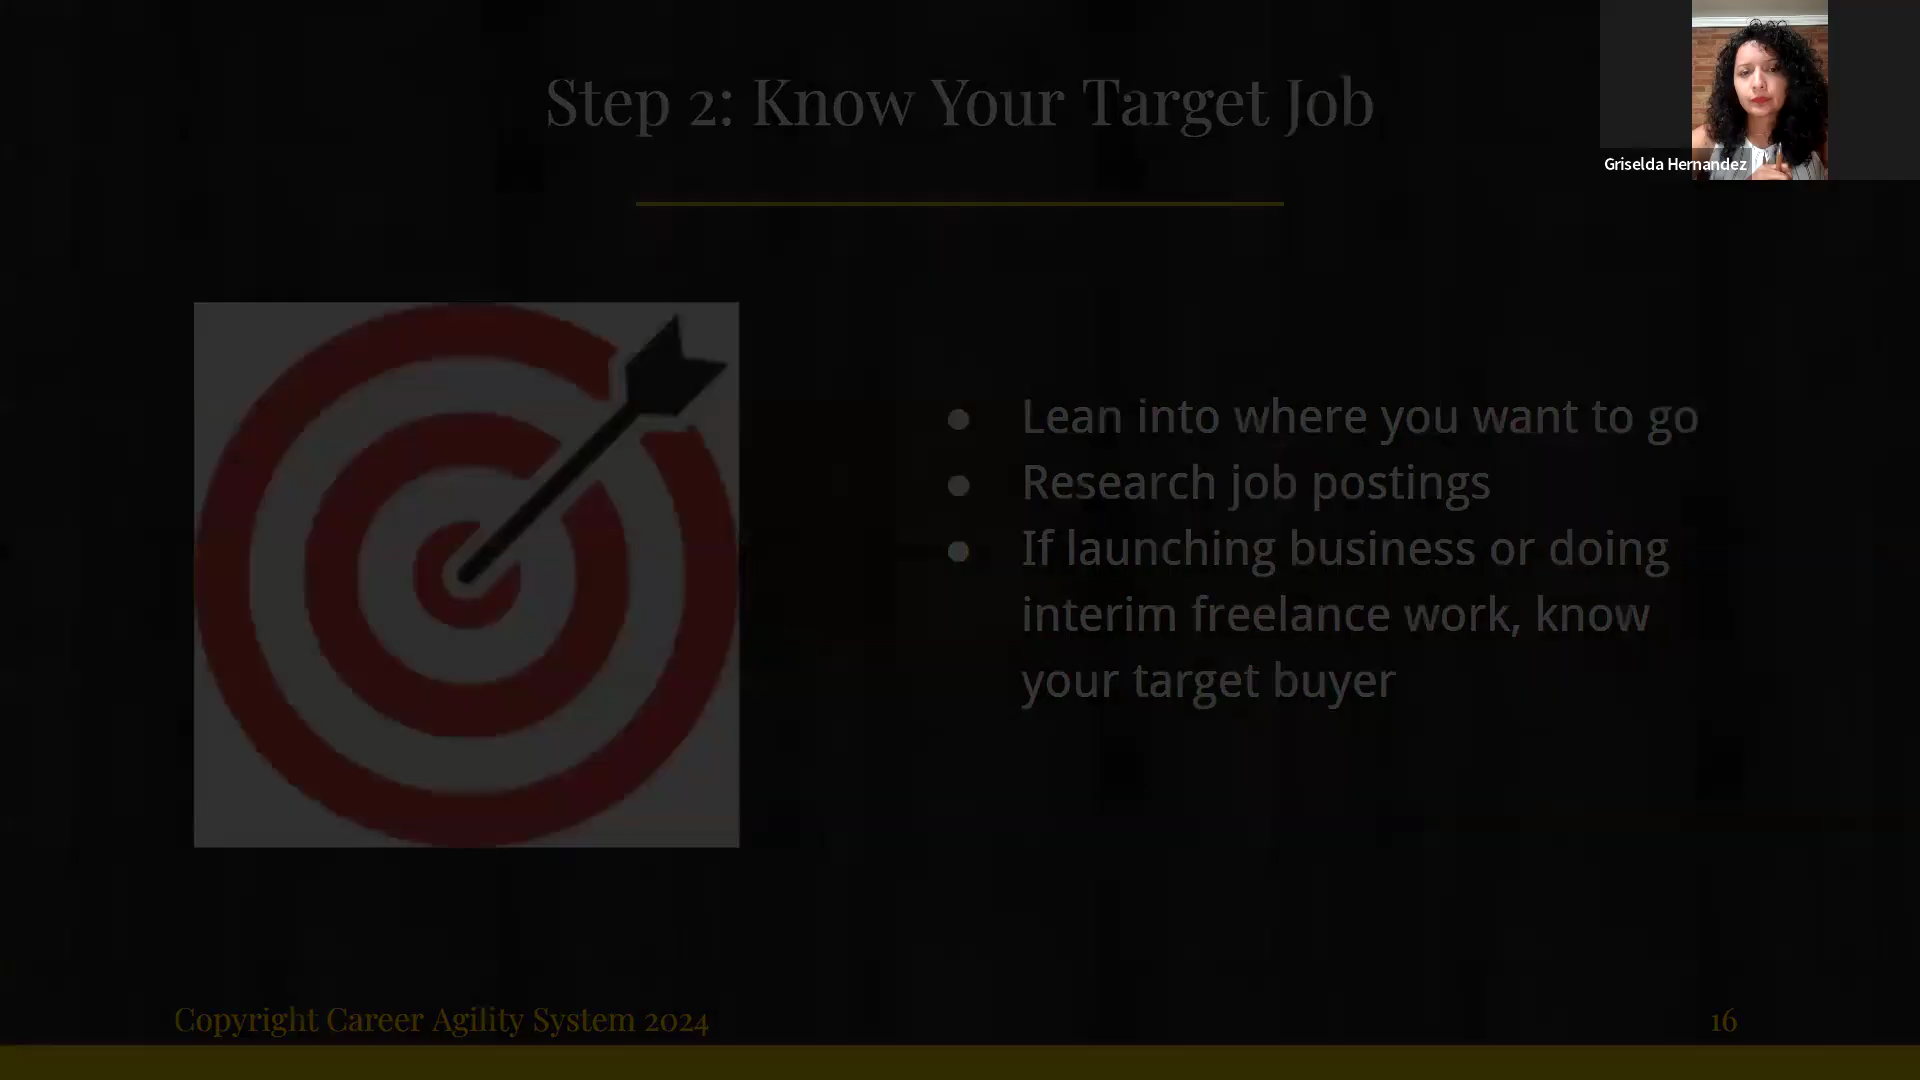 Step 2: Know Your Target Job
Griselda Hernandez
● Lean into where you want to go
● Research job postings
● If launching business or doing
interim freelance work, know
your target buyer
Copyright Career Agility System 2024
16